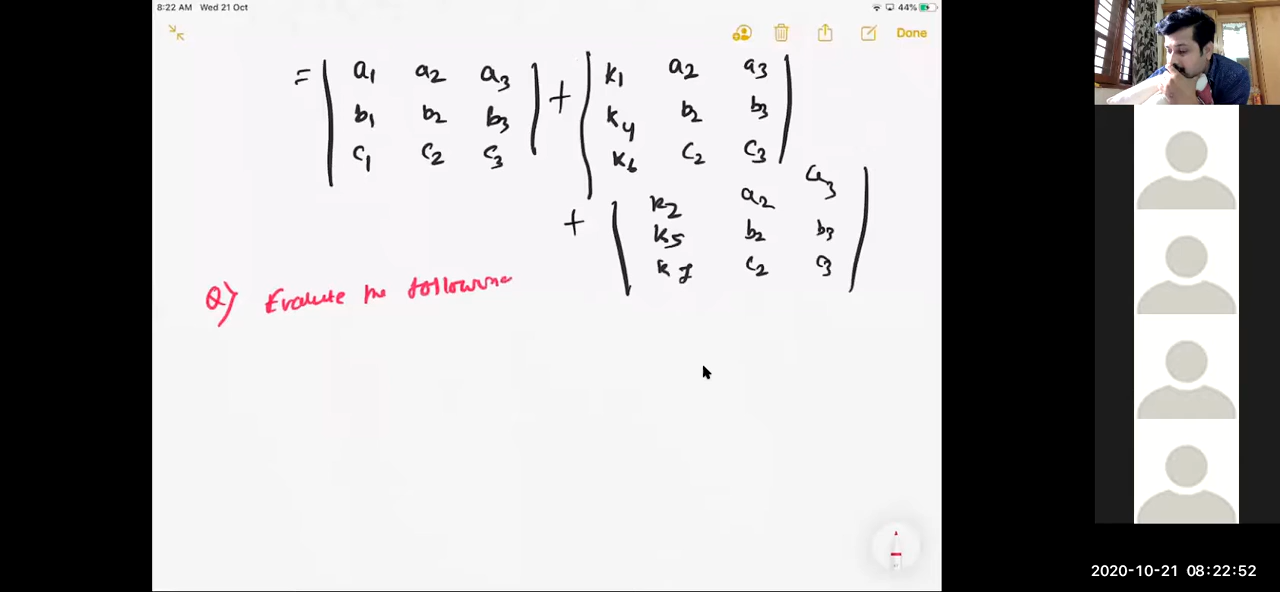 8:22 AM Wed 21 Oct
44%
Done
= | a1 a2 a3 | + | k1 a2 a3 |
| b1 b2 b3 | | k4 b2 b3 |
| c1 c2 c3 | | k6 c2 c3 |
+ | k2 a2 a3 |
| k5 b2 b3 |
| k7 c2 c3 |
Q) Evaluate the following
2020-10-21 08:22:52